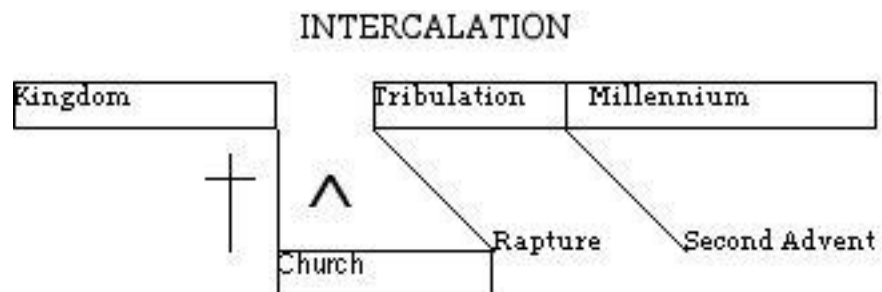 INTERCALATION
Kingdom Tribulation Millennium
Rapture Second Advent
Church